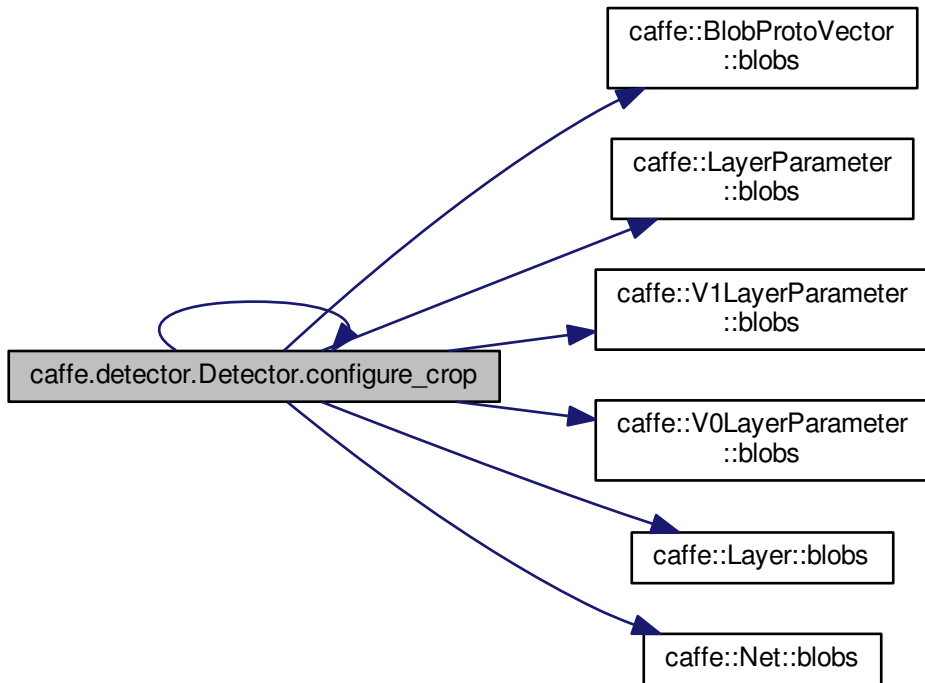 caffe::BlobProtoVector
::blobs
caffe::LayerParameter
::blobs
caffe::V1LayerParameter
::blobs
caffe.detector.Detector.configure_crop
caffe::V0LayerParameter
::blobs
caffe::Layer::blobs
caffe::Net::blobs